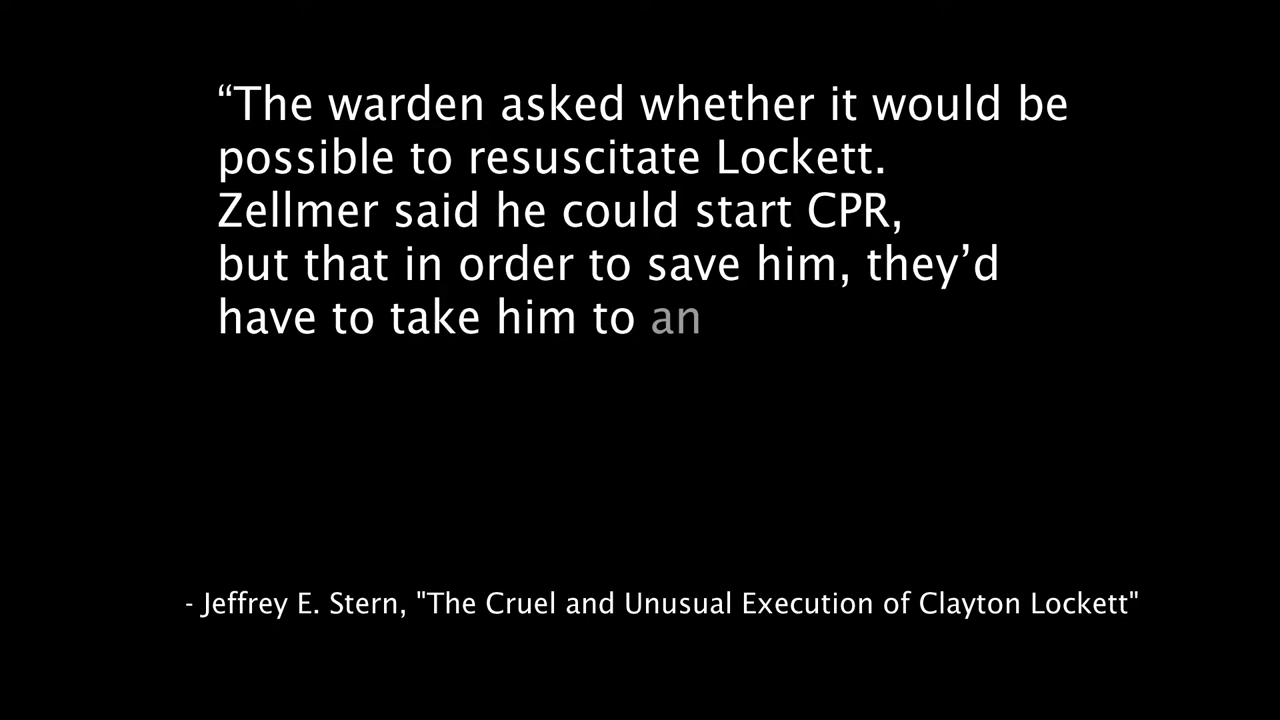 “The warden asked whether it would be
possible to resuscitate Lockett.
Zellmer said he could start CPR,
but that in order to save him, they’d
have to take him to an
- Jeffrey E. Stern, "The Cruel and Unusual Execution of Clayton Lockett"